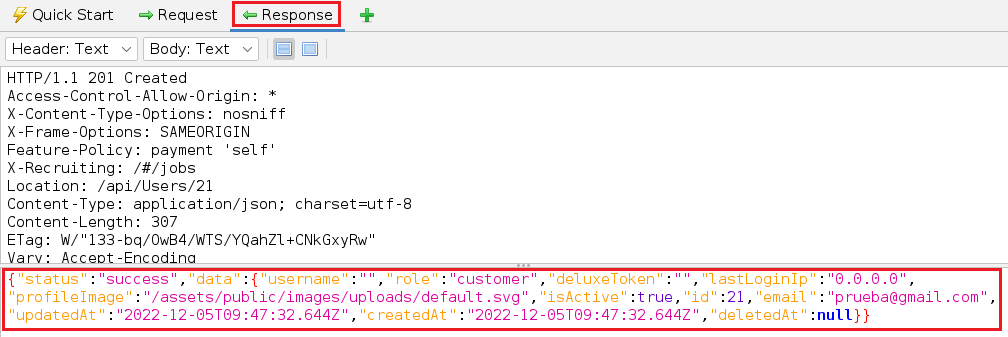 Quick Start Request Response
Header: Text Body: Text
HTTP/1.1 201 Created
Access-Control-Allow-Origin: *
X-Content-Type-Options: nosniff
X-Frame-Options: SAMEORIGIN
Feature-Policy: payment 'self'
X-Recruiting: /#/jobs
Location: /api/Users/21
Content-Type: application/json; charset=utf-8
Content-Length: 307
ETag: W/"133-bq/OwB4/WTS/YQahZl+CNkGxyRw"
Vary: Accept-Encoding
{"status":"success","data":{"username":"","role":"customer","deluxeToken":"","lastLoginIp":"0.0.0.0"
"profileImage":"/assets/public/images/uploads/default.svg","isActive":true,"id":21,"email":"prueba@gmail.com",
"updatedAt":"2022-12-05T09:47:32.644Z","createdAt":"2022-12-05T09:47:32.644Z","deletedAt":null}}